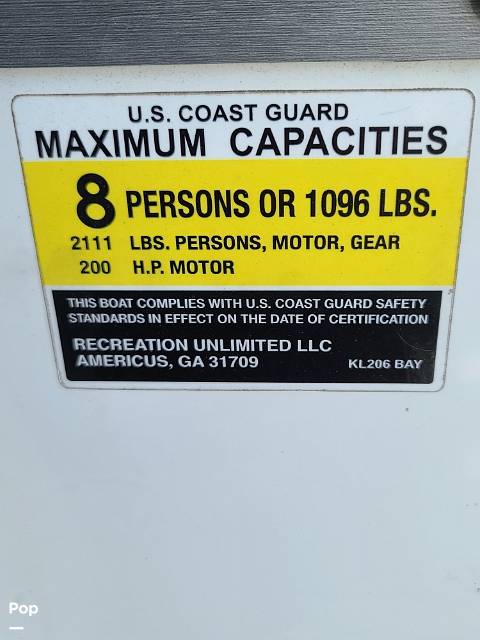 U.S. COAST GUARD
MAXIMUM CAPACITIES
8 PERSONS OR 1096 LBS.
2111 LBS. PERSONS, MOTOR, GEAR
200 H.P. MOTOR
THIS BOAT COMPLIES WITH U.S. COAST GUARD SAFETY
STANDARDS IN EFFECT ON THE DATE OF CERTIFICATION
RECREATION UNLIMITED LLC
AMERICUS, GA 31709 KL206 BAY
Pop